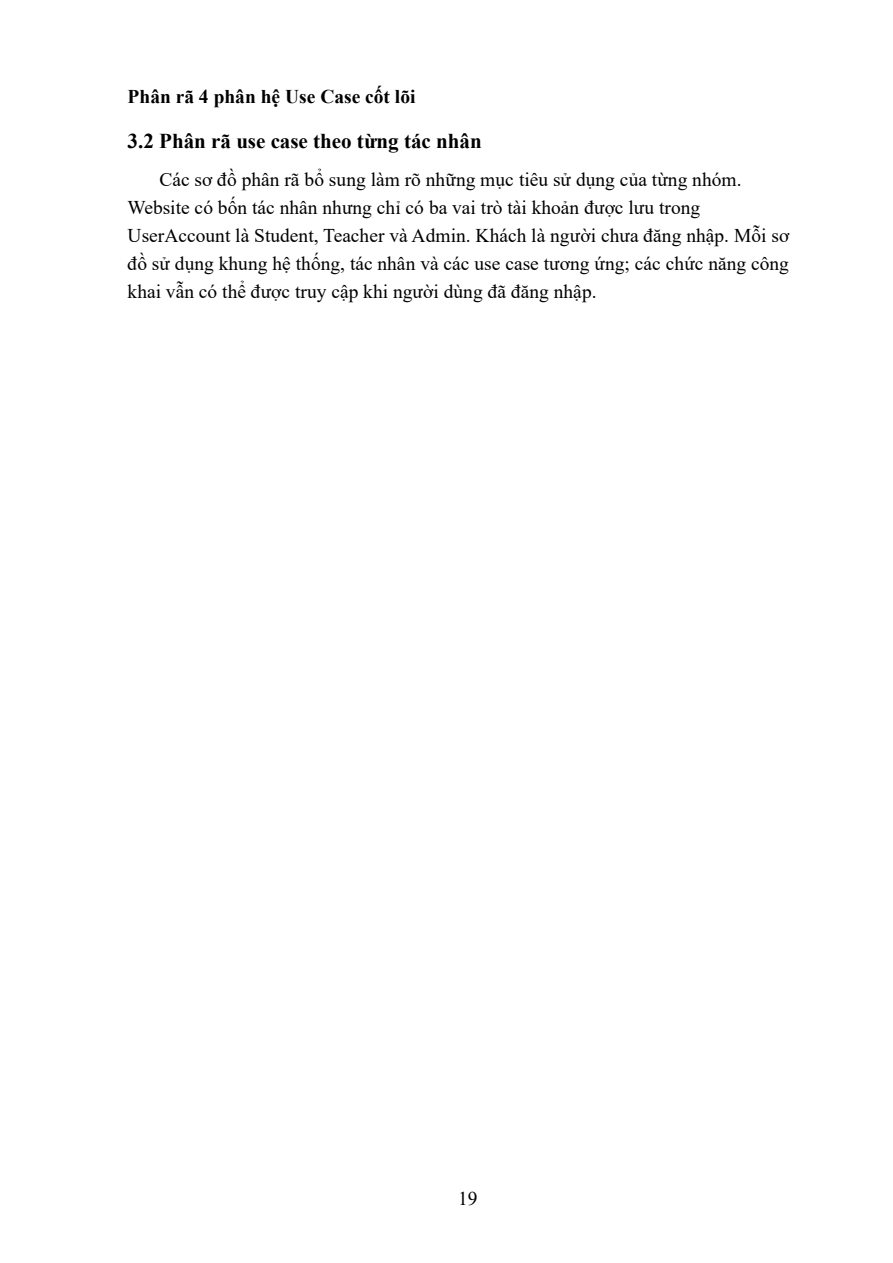 Phân rã 4 phân hệ Use Case cốt lõi
3.2 Phân rã use case theo từng tác nhân
Các sơ đồ phân rã bổ sung làm rõ những mục tiêu sử dụng của từng nhóm.
Website có bốn tác nhân nhưng chỉ có ba vai trò tài khoản được lưu trong
UserAccount là Student, Teacher và Admin. Khách là người chưa đăng nhập. Mỗi sơ
đồ sử dụng khung hệ thống, tác nhân và các use case tương ứng; các chức năng công
khai vẫn có thể được truy cập khi người dùng đã đăng nhập.
19